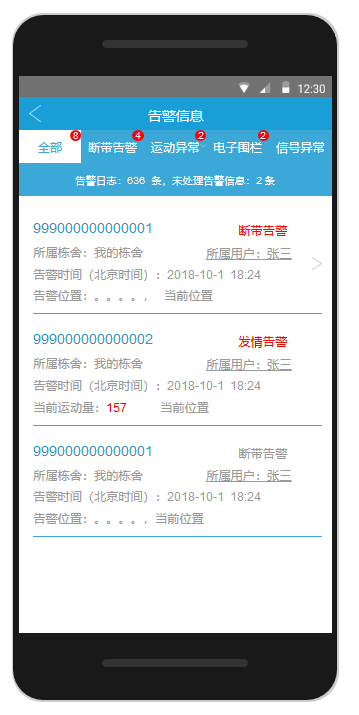 12:30
告警信息
全部 8 断带告警 4 运动异常 2 电子围栏 2 信号异常
告警日志：636 条，未处理告警信息：2 条
999000000000001 断带告警
所属栋舍：我的栋舍 所属用户：张三
告警时间（北京时间）：2018-10-1 18:24
告警位置：。。。。， 当前位置
999000000000002 发情告警
所属栋舍：我的栋舍 所属用户：张三
告警时间（北京时间）：2018-10-1 18:24
当前运动量：157 当前位置
999000000000001 断带告警
所属栋舍：我的栋舍 所属用户：张三
告警时间（北京时间）：2018-10-1 18:24
告警位置：。。。。，当前位置